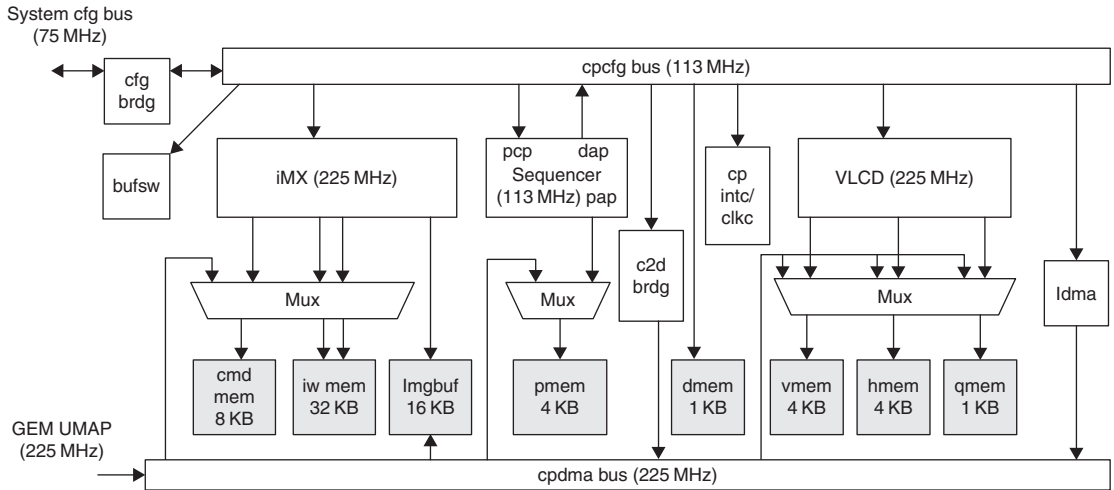 System cfg bus
(75 MHz)
cpcfg bus (113 MHz)
cfg
brdg
bufsw
iMX (225 MHz)
pcp dap
Sequencer
(113 MHz) pap
cp
intc/
clkc
VLCD (225 MHz)
c2d
brdg
Idma
Mux
Mux
Mux
cmd
mem
8 KB
iw mem
32 KB
Imgbuf
16 KB
pmem
4 KB
dmem
1 KB
vmem
4 KB
hmem
4 KB
qmem
1 KB
GEM UMAP
(225 MHz)
cpdma bus (225 MHz)